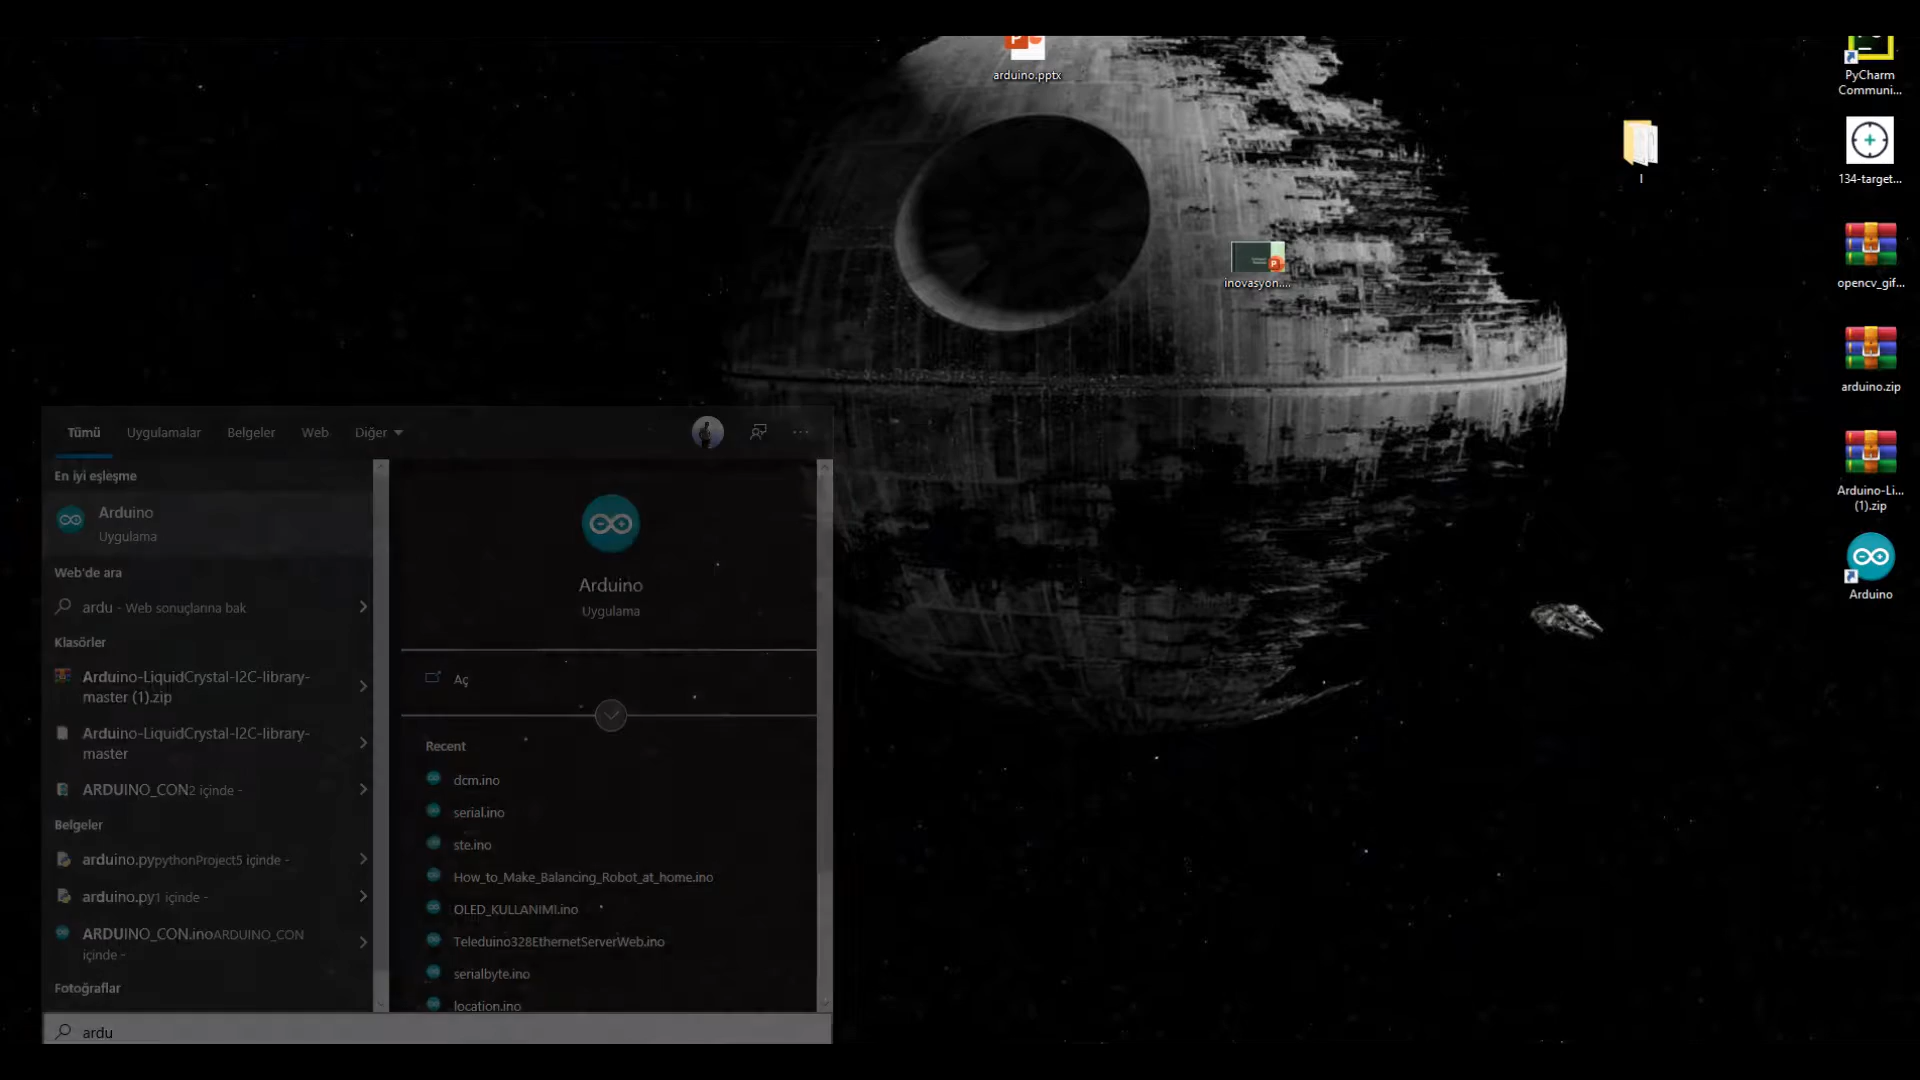 arduino.pptx
PyCharm
Communi...
134-target...
I
opencv_gif...
inovasyon....
arduino.zip
Arduino-Li...
(1).zip
Arduino
Tümü Uygulamalar Belgeler Web Diğer
En iyi eşleşme
Arduino
Uygulama
Web'de ara
ardu - Web sonuçlarına bak
Klasörler
Arduino-LiquidCrystal-I2C-library-
master (1).zip
Arduino-LiquidCrystal-I2C-library-
master
ARDUINO_CON2 içinde -
Belgeler
arduino.pypythonProject5 içinde -
arduino.py1 içinde -
ARDUINO_CON.inoARDUINO_CON
içinde -
Fotoğraflar
ardu
Arduino
Uygulama
Aç
Recent
dcm.ino
serial.ino
ste.ino
How_to_Make_Balancing_Robot_at_home.ino
OLED_KULLANIMI.ino
Teleduino328EthernetServerWeb.ino
serialbyte.ino
location.ino